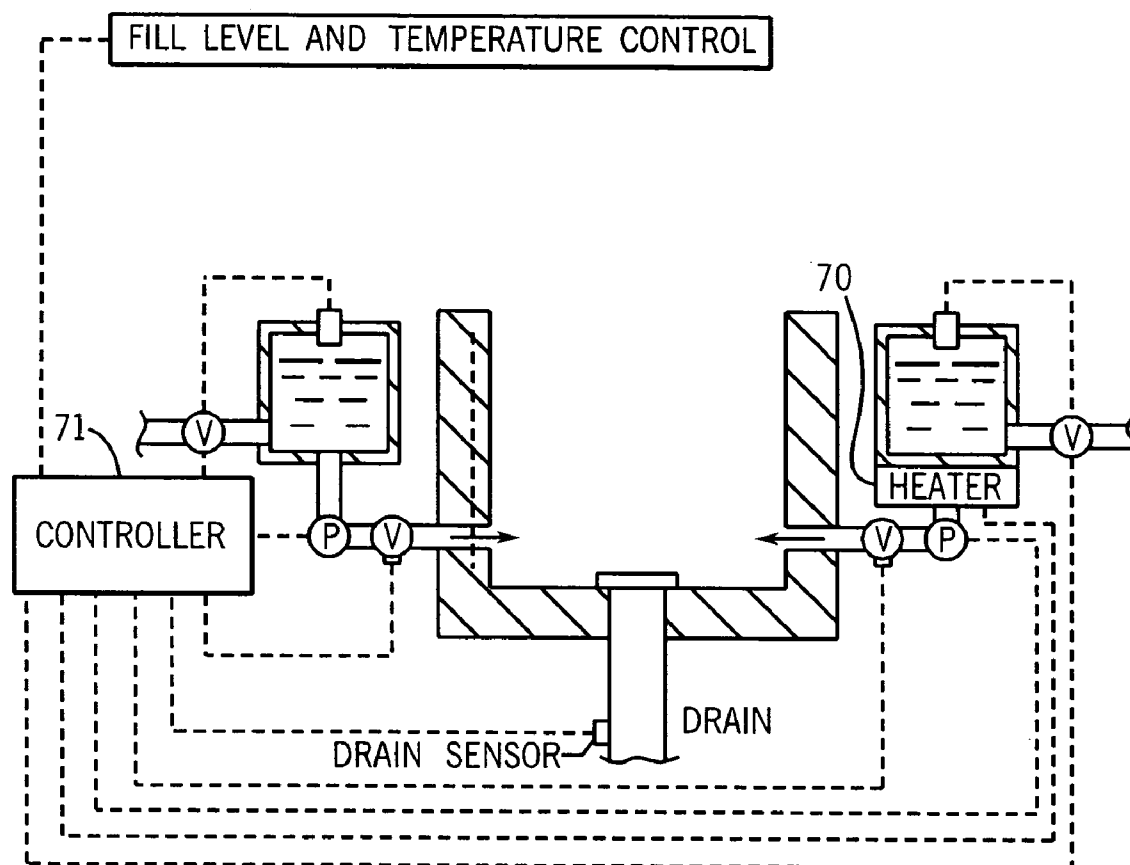 FILL LEVEL AND TEMPERATURE CONTROL
70
71
V
V
HEATER
CONTROLLER
P
V
V
P
DRAIN
DRAIN SENSOR